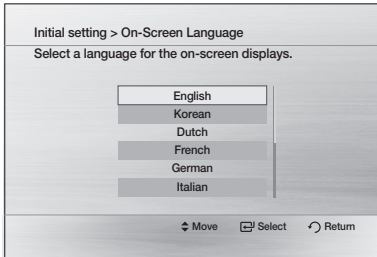 Initial setting > On-Screen Language
Select a language for the on-screen displays.
English
Korean
Dutch
French
German
Italian
Move Select Return